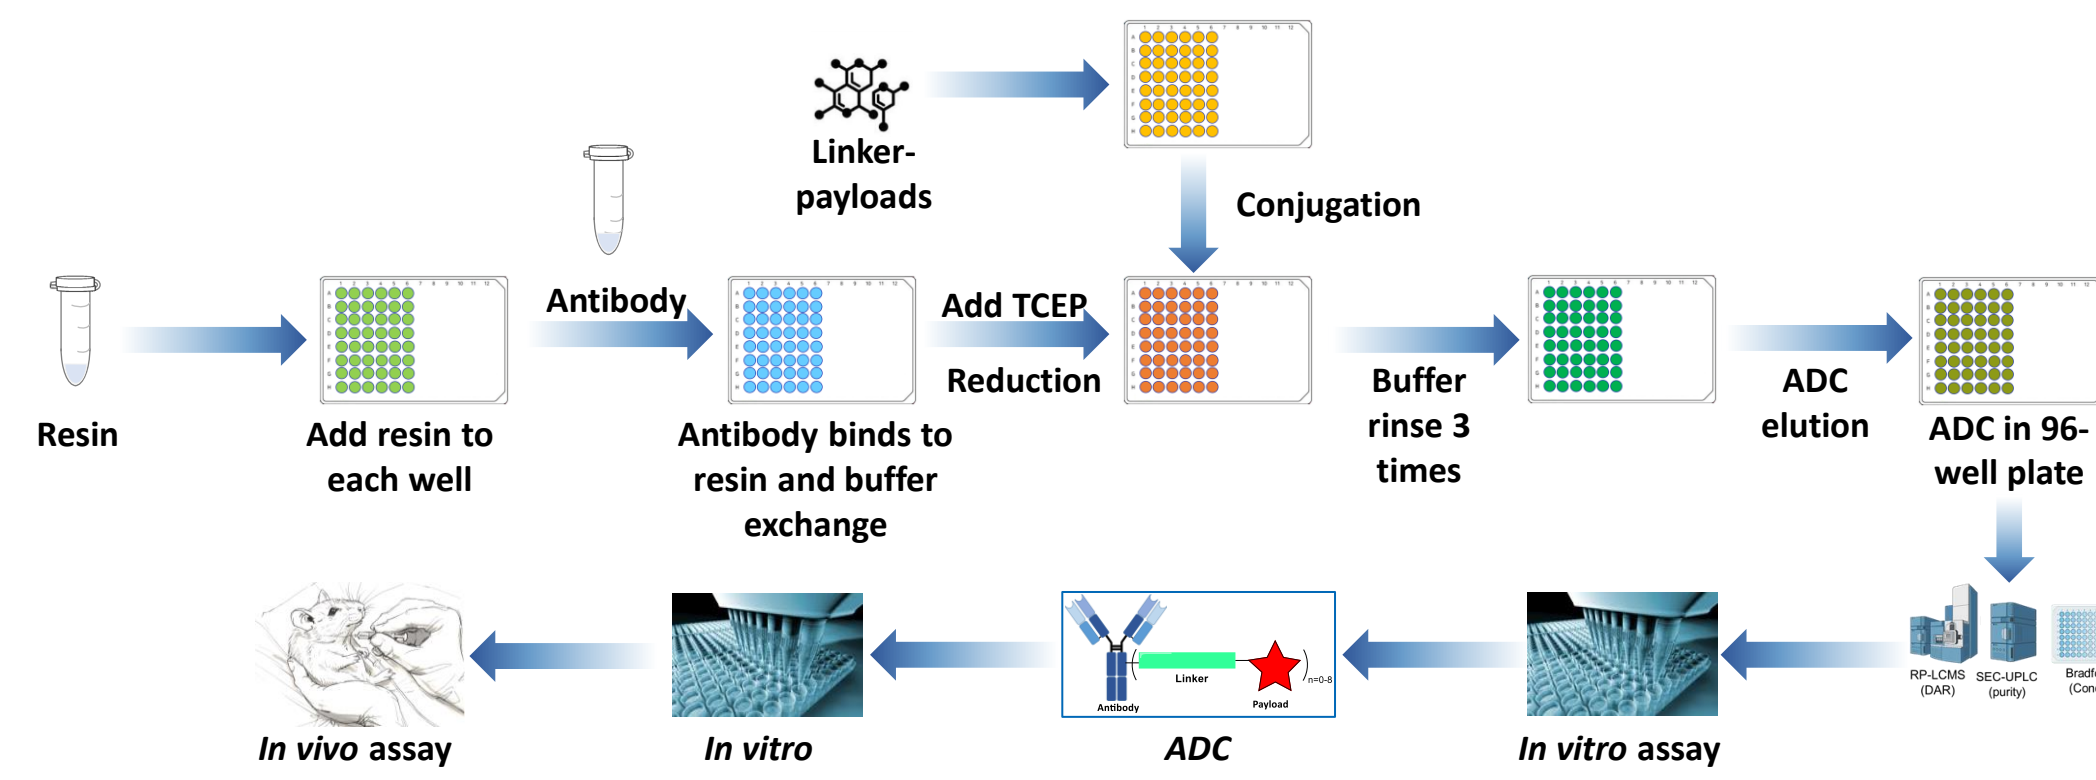 Linker-
payloads
Conjugation
Antibody
Add TCEP
Reduction
Resin
Add resin to
each well
Antibody binds to
resin and buffer
exchange
Buffer
rinse 3
times
ADC
elution
ADC in 96-
well plate
RP-LCMS
(DAR)
SEC-UPLC
(purity)
Bradf
(Con
Antibody
Linker
Payload
n=0-8
In vivo assay
In vitro
ADC
In vitro assay